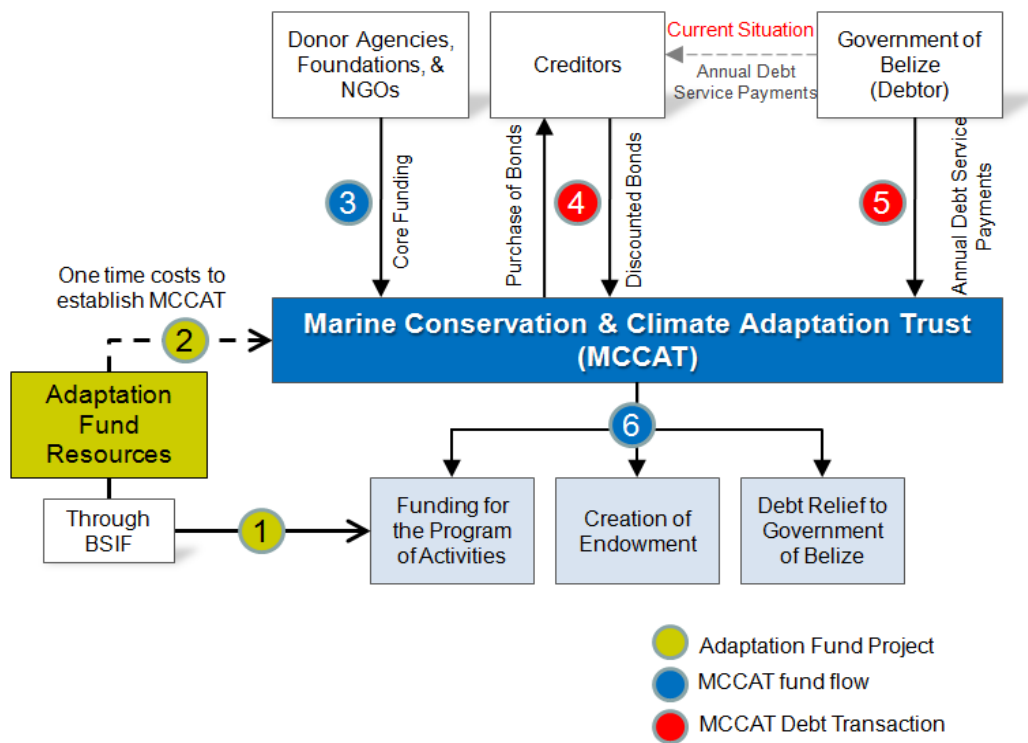 Donor Agencies,
Foundations, &
NGOs
Creditors
Current Situation
Annual Debt
Service Payments
Government of
Belize
(Debtor)
3
Core Funding
Purchase of Bonds
4
Discounted Bonds
5
Annual Debt Service
Payments
One time costs to
establish MCCAT
2
Marine Conservation & Climate Adaptation Trust
(MCCAT)
Adaptation
Fund
Resources
6
Through
BSIF
1
Funding for
the Program
of Activities
Creation of
Endowment
Debt Relief to
Government
of Belize
Adaptation Fund Project
MCCAT fund flow
MCCAT Debt Transaction